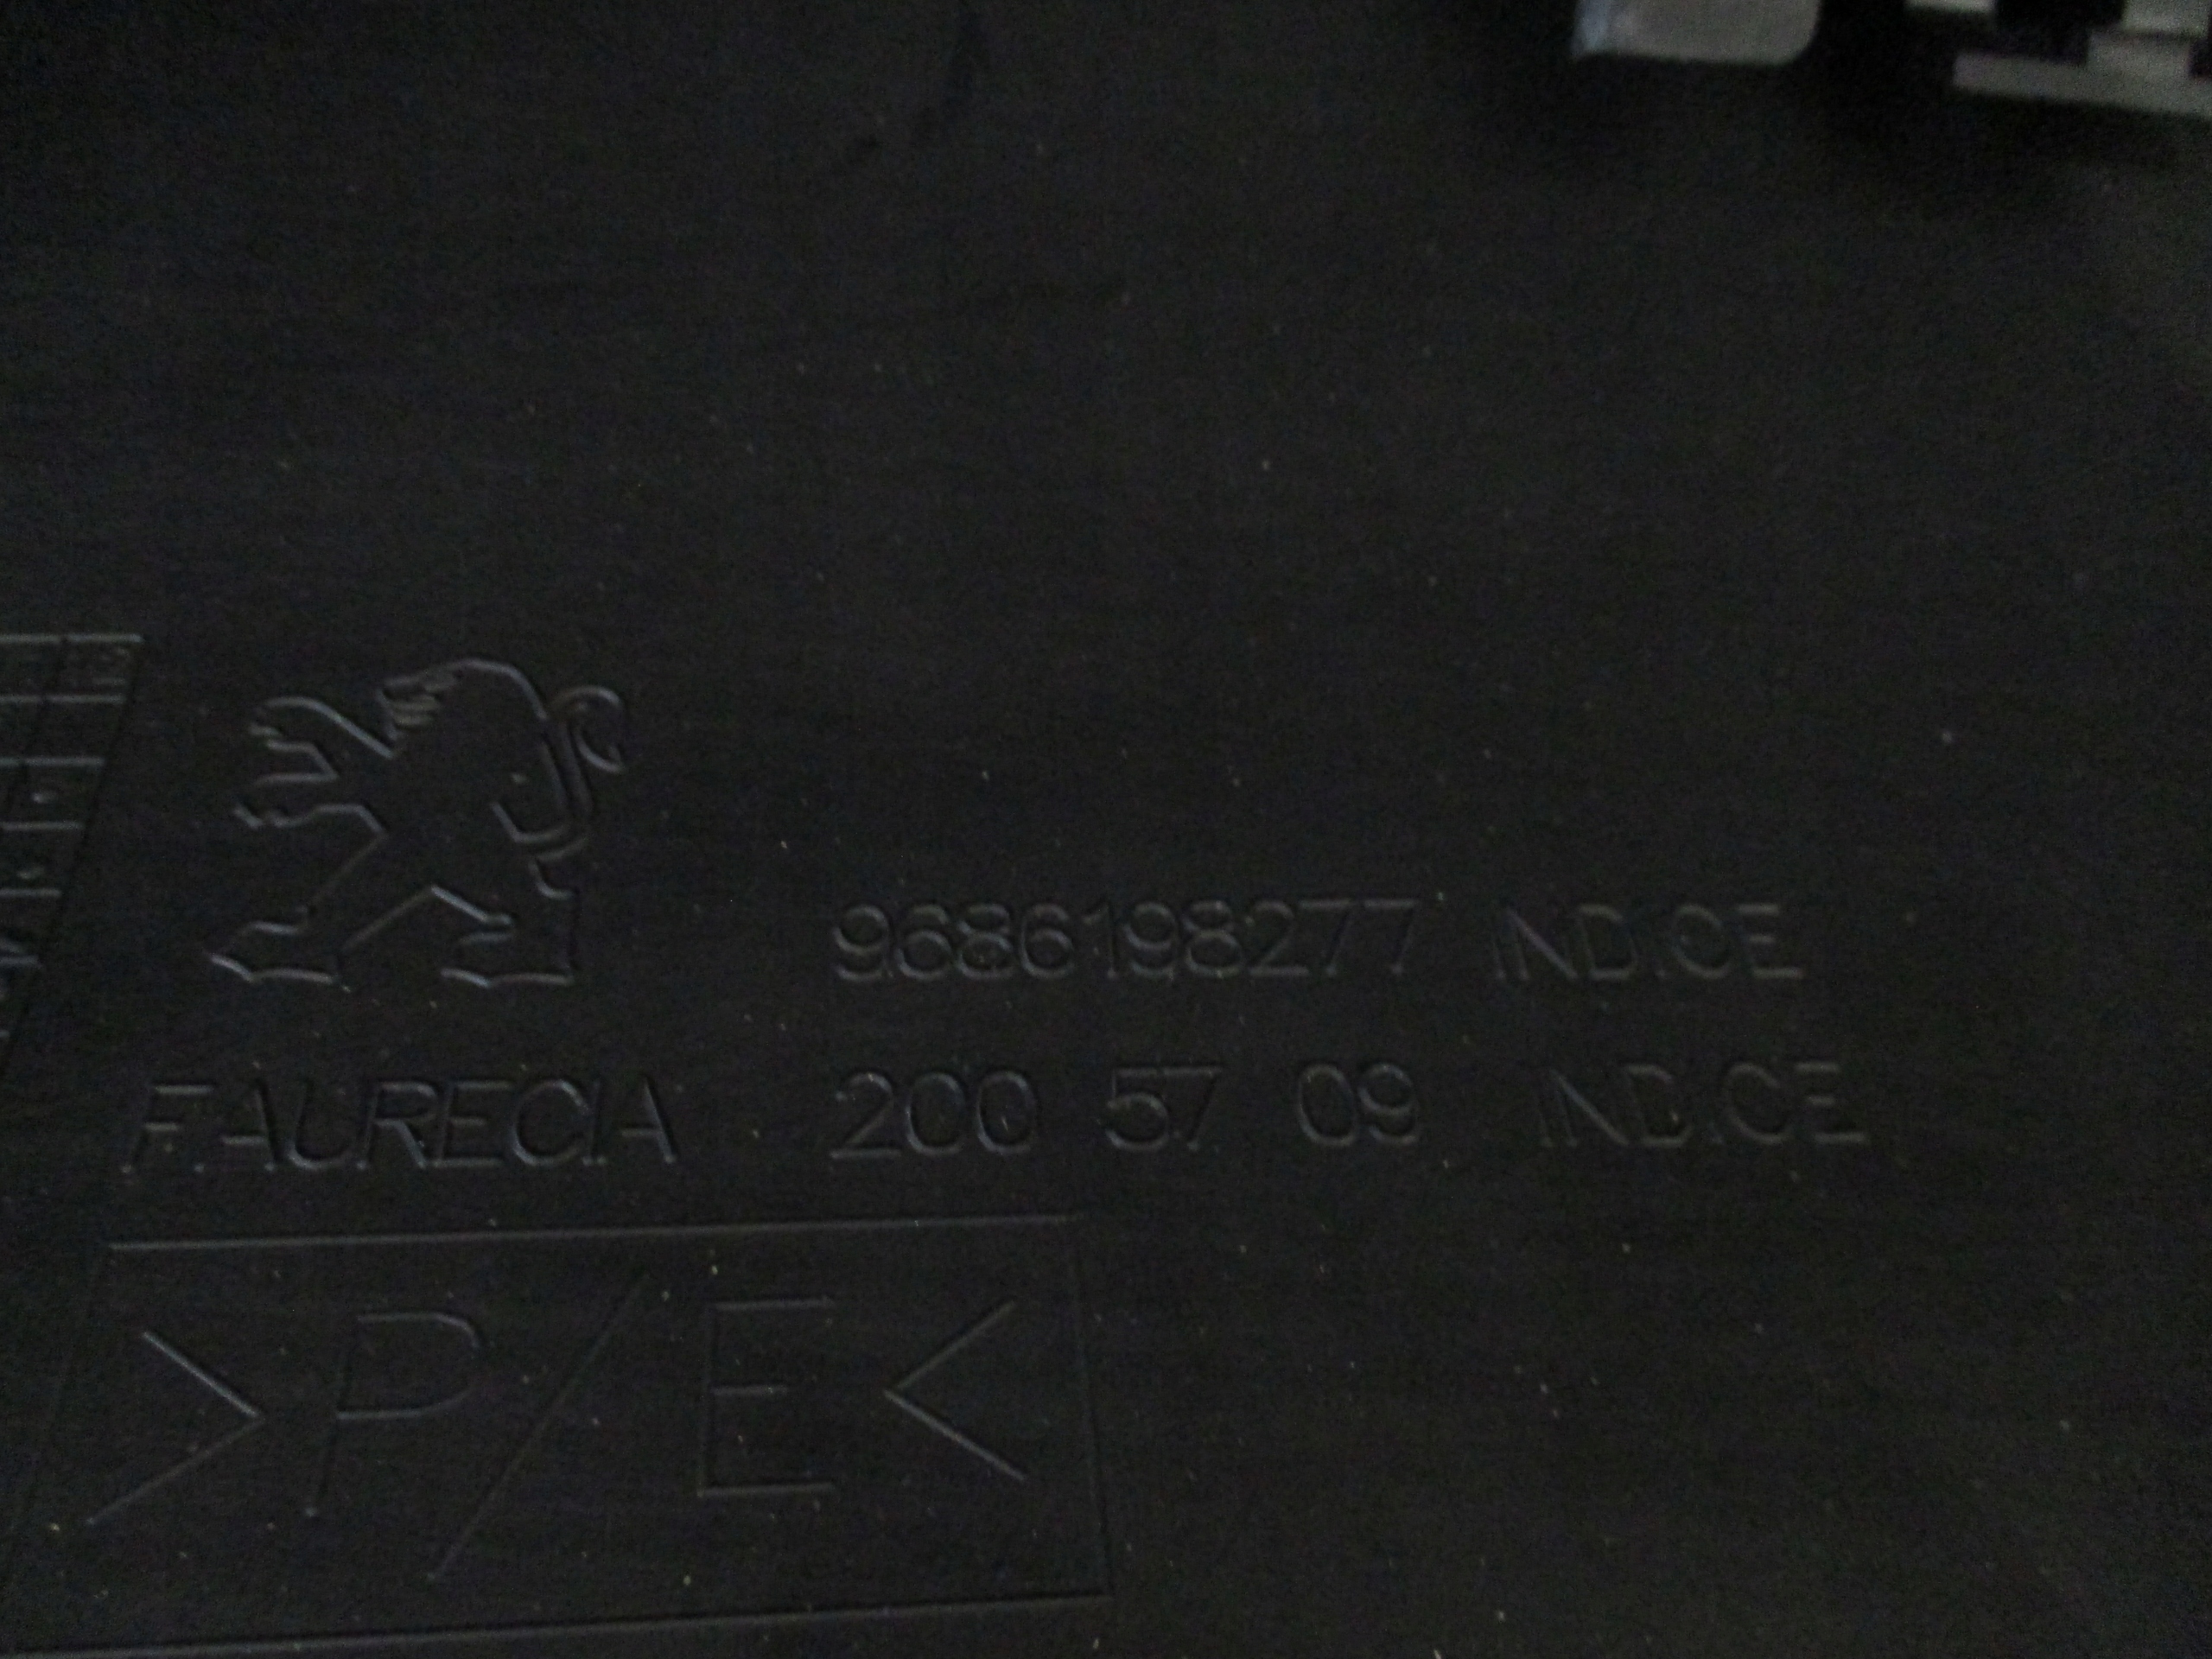 9686198277 INDICE
FAURECIA 200 57 09 INDICE
>P/E<